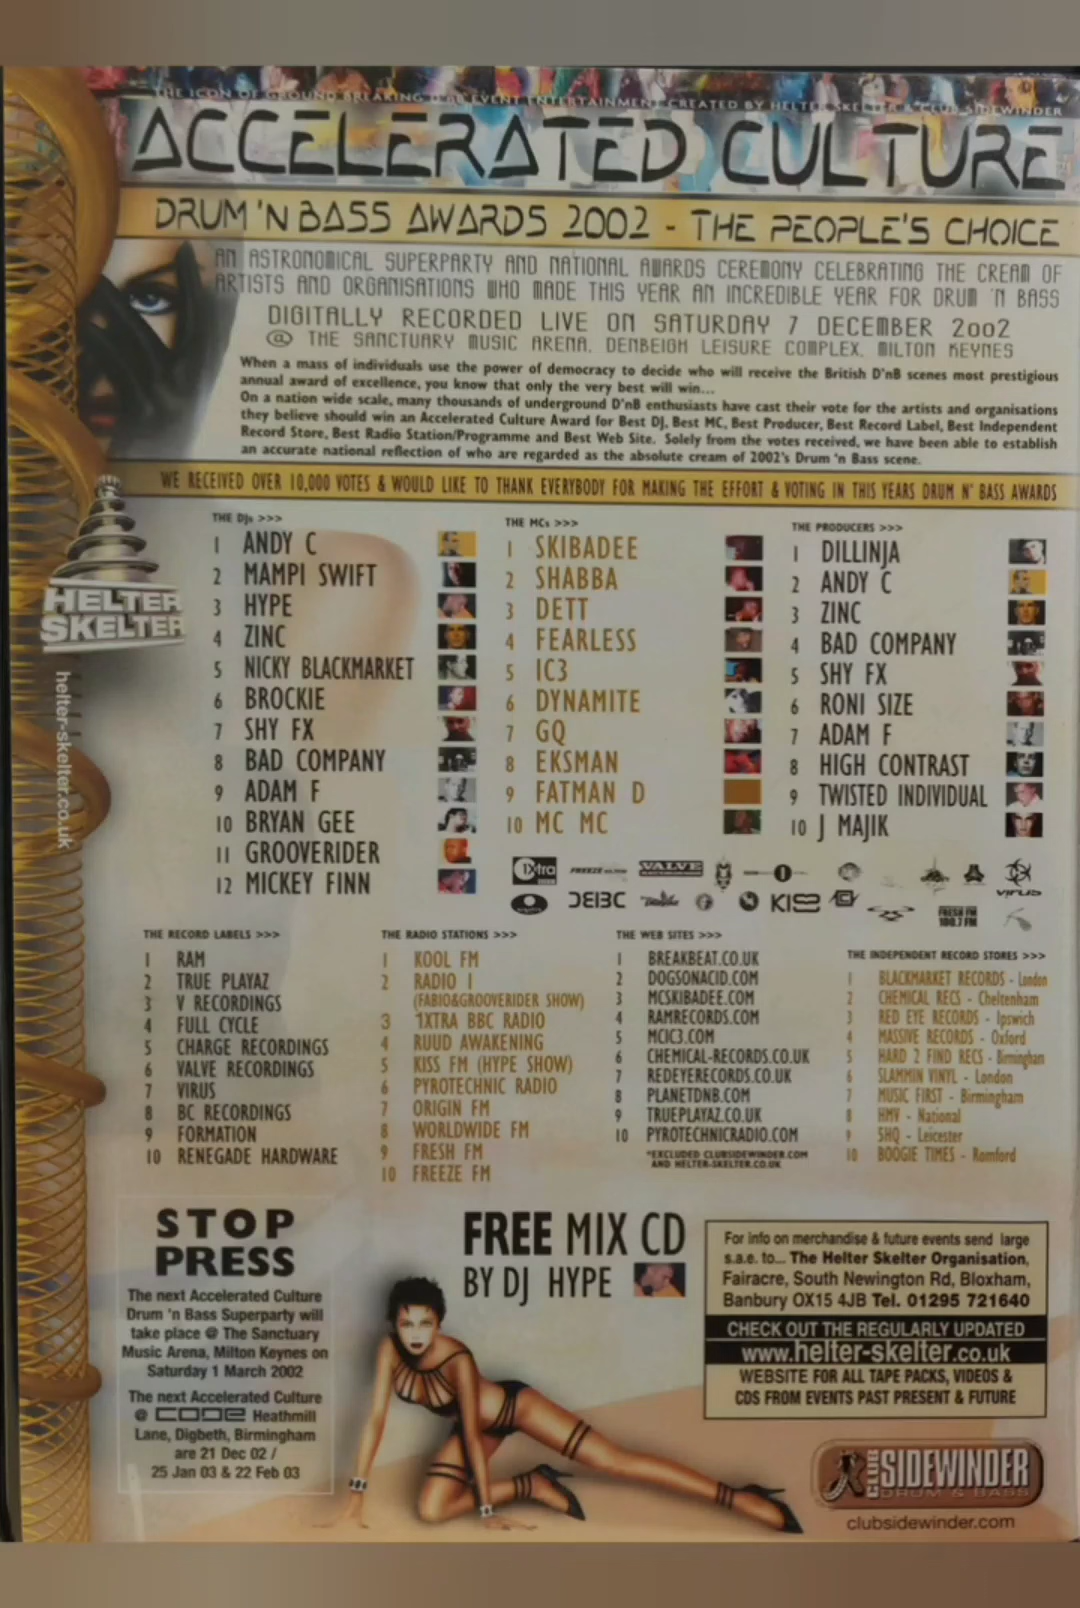 THE ICON OF GROUND BREAKING D'N'B EVENT ENTERTAINMENT CREATED BY HELTER SKELTER & CLUB SIDEWINDER
ACCELERATED CULTURE
DRUM 'N BASS AWARDS 2002 - THE PEOPLE'S CHOICE
AN ASTRONOMICAL SUPERPARTY AND NATIONAL AWARDS CEREMONY CELEBRATING THE CREAM OF
ARTISTS AND ORGANISATIONS WHO MADE THIS YEAR AN INCREDIBLE YEAR FOR DRUM 'N BASS
DIGITALLY RECORDED LIVE ON SATURDAY 7 DECEMBER 2002
@ THE SANCTUARY MUSIC ARENA, DENBEIGH LEISURE COMPLEX, MILTON KEYNES
When a mass of individuals use the power of democracy to decide who will receive the British D'nB scenes most prestigious
annual award of excellence, you know that only the very best will win...
On a nation wide scale, many thousands of underground D'nB enthusiasts have cast their vote for the artists and organisations
they believe should win an Accelerated Culture Award for Best DJ, Best MC, Best Producer, Best Record Label, Best Independent
Record Store, Best Radio Station/Programme and Best Web Site. Solely from the votes received, we have been able to establish
an accurate national reflection of who are regarded as the absolute cream of 2002's Drum 'n Bass scene.
WE RECEIVED OVER 10,000 VOTES & WOULD LIKE TO THANK EVERYBODY FOR MAKING THE EFFORT & VOTING IN THIS YEARS DRUM N' BASS AWARDS
HELTER
SKELTER
helter-skelter.co.uk
THE DJs >>>
1 ANDY C
2 MAMPI SWIFT
3 HYPE
4 ZINC
5 NICKY BLACKMARKET
6 BROCKIE
7 SHY FX
8 BAD COMPANY
9 ADAM F
10 BRYAN GEE
11 GROOVERIDER
12 MICKEY FINN
THE MCs >>>
1 SKIBADEE
2 SHABBA
3 DETT
4 FEARLESS
5 IC3
6 DYNAMITE
7 GQ
8 EKSMAN
9 FATMAN D
10 MC MC
THE PRODUCERS >>>
1 DILLINJA
2 ANDY C
3 ZINC
4 BAD COMPANY
5 SHY FX
6 RONI SIZE
7 ADAM F
8 HIGH CONTRAST
9 TWISTED INDIVIDUAL
10 J MAJIK
1Xtra
VALVE
VIRUS
KISS
FRESH FM
100.7 FM
THE RECORD LABELS >>>
1 RAM
2 TRUE PLAYAZ
3 V RECORDINGS
4 FULL CYCLE
5 CHARGE RECORDINGS
6 VALVE RECORDINGS
7 VIRUS
8 BC RECORDINGS
9 FORMATION
10 RENEGADE HARDWARE
THE RADIO STATIONS >>>
1 KOOL FM
2 RADIO 1
(FABIO&GROOVERIDER SHOW)
3 1XTRA BBC RADIO
4 RUUD AWAKENING
5 KISS FM (HYPE SHOW)
6 PYROTECHNIC RADIO
7 ORIGIN FM
8 WORLDWIDE FM
9 FRESH FM
10 FREEZE FM
THE WEB SITES >>>
1 BREAKBEAT.CO.UK
2 DOGSONACID.COM
3 MCSKIBADEE.COM
4 RAMRECORDS.COM
5 MCIC3.COM
6 CHEMICAL-RECORDS.CO.UK
7 REDEYERECORDS.CO.UK
8 PLANETDNB.COM
9 TRUEPLAYAZ.CO.UK
10 PYROTECHNICRADIO.COM
*EXCLUDED CLUBSIDEWINDER.COM
AND HELTER-SKELTER.CO.UK
THE INDEPENDENT RECORD STORES >>>
1 BLACKMARKET RECORDS - London
2 CHEMICAL RECS - Cheltenham
3 RED EYE RECORDS - Ipswich
4 MASSIVE RECORDS - Oxford
5 HARD 2 FIND RECS - Birmingham
6 SLAMMIN VINYL - London
7 MUSIC FIRST - Birmingham
8 HMV - National
9 5HQ - Leicester
10 BOOGIE TIMES - Romford
STOP
PRESS
The next Accelerated Culture
Drum 'n Bass Superparty will
take place @ The Sanctuary
Music Arena, Milton Keynes on
Saturday 1 March 2002
The next Accelerated Culture
@ CODE Heathmill
Lane, Digbeth, Birmingham
are 21 Dec 02 /
25 Jan 03 & 22 Feb 03
FREE MIX CD
BY DJ HYPE
For info on merchandise & future events send large
s.a.e. to... The Helter Skelter Organisation,
Fairacre, South Newington Rd, Bloxham,
Banbury OX15 4JB Tel. 01295 721640
CHECK OUT THE REGULARLY UPDATED
www.helter-skelter.co.uk
WEBSITE FOR ALL TAPE PACKS, VIDEOS &
CDS FROM EVENTS PAST PRESENT & FUTURE
CLUB SIDEWINDER
DRUM & BASS
clubsidewinder.com